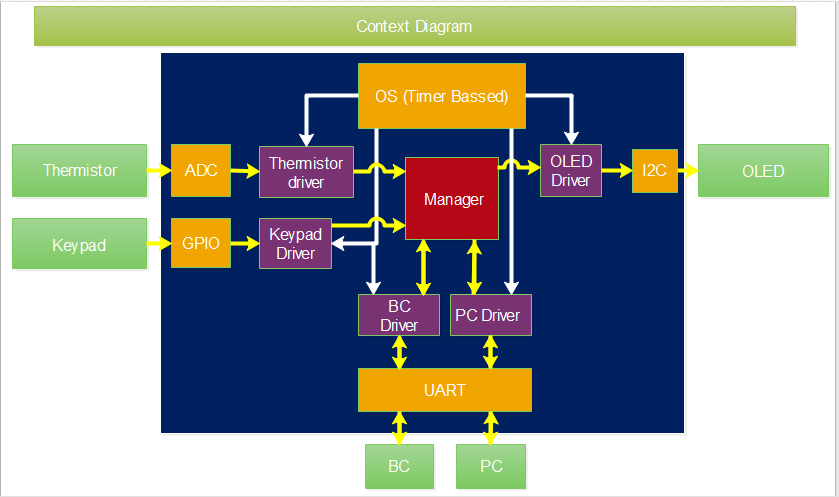 Context Diagram
OS (Timer Bassed)
Thermistor
ADC
Thermistor
driver
Manager
OLED
Driver
I2C
OLED
Keypad
GPIO
Keypad
Driver
BC
Driver
PC Driver
UART
BC
PC